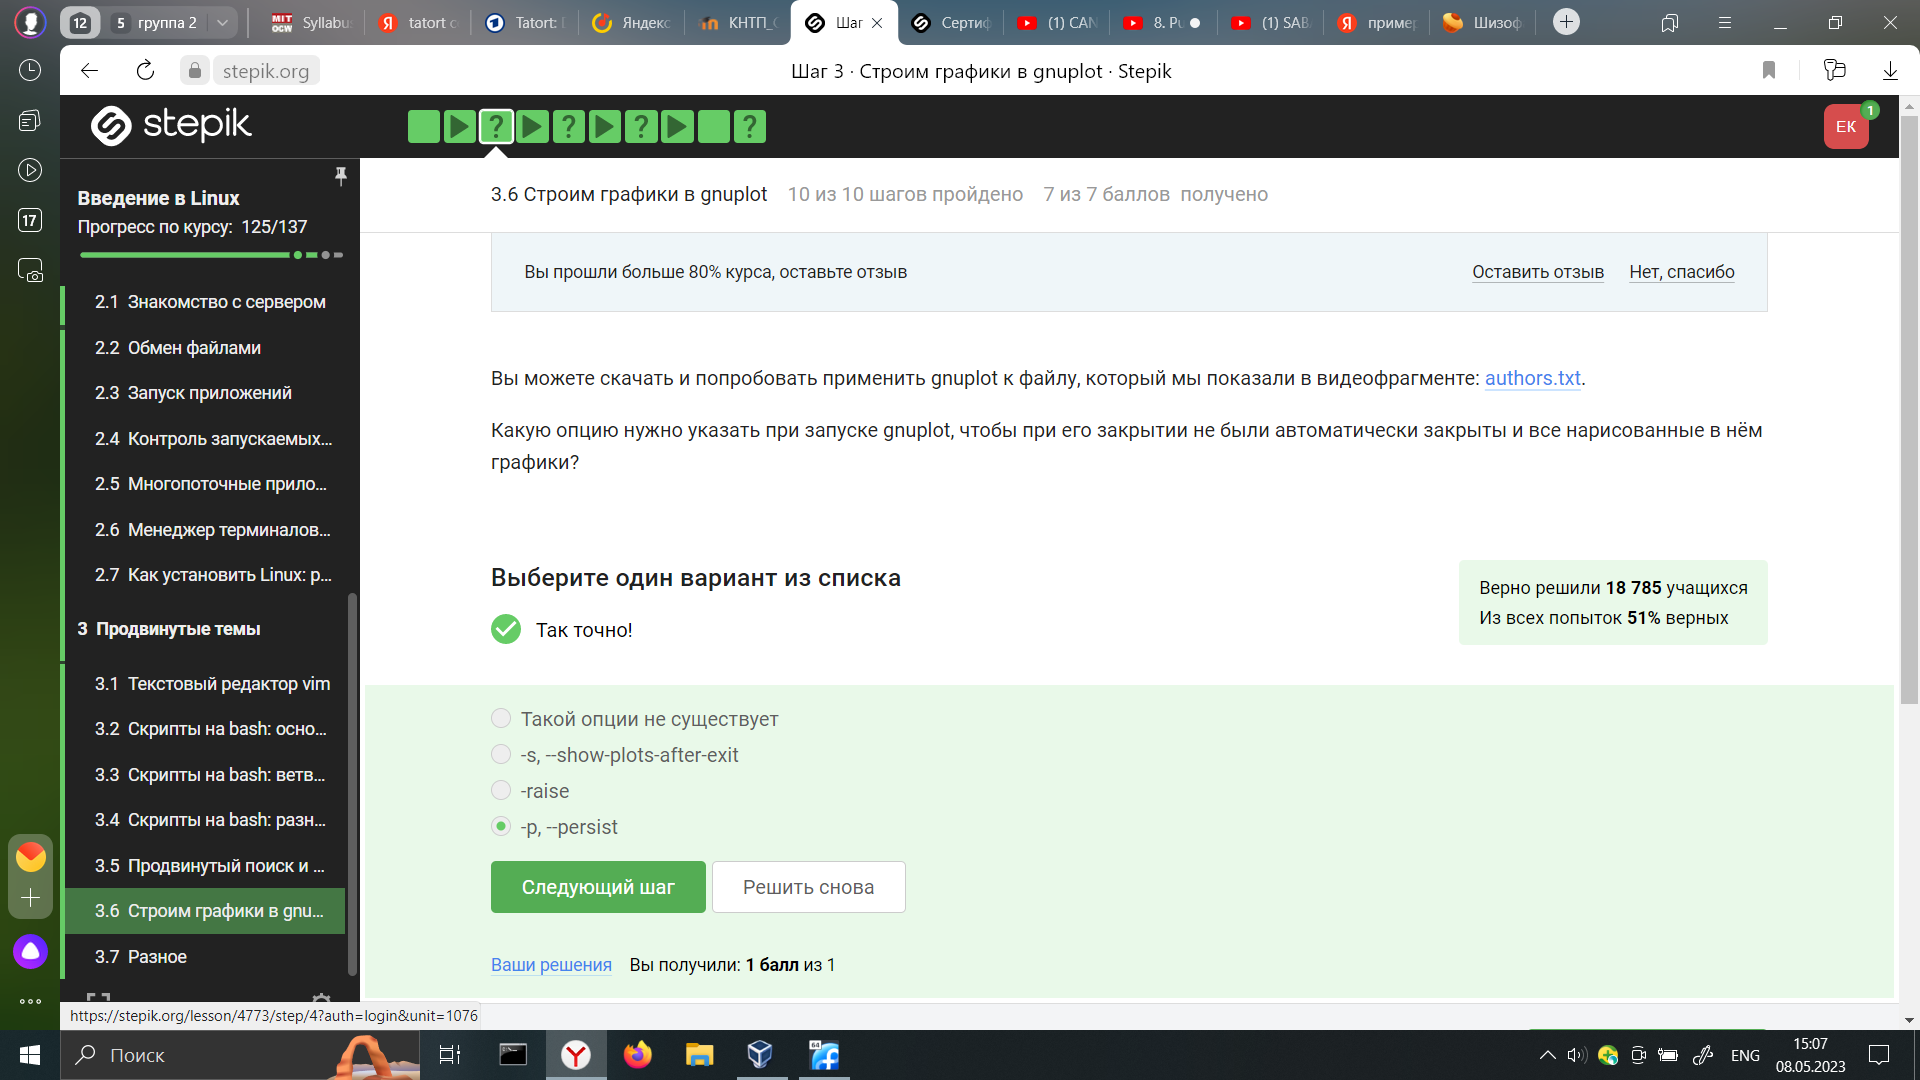 12
5 группа 2
MIT OCW Syllabu
tatort
Tatort:
Яндекс
КНТП_
Шаг
Сертиф
(1) CAN
8. Pu
(1) SAB
пример
Шизоф
stepik.org
Шаг 3 · Строим графики в gnuplot · Stepik
stepik
? ? ? ?
ЕК
1
17
Введение в Linux
Прогресс по курсу: 125/137
2.1 Знакомство с сервером
2.2 Обмен файлами
2.3 Запуск приложений
2.4 Контроль запускаемых...
2.5 Многопоточные прило...
2.6 Менеджер терминалов...
2.7 Как установить Linux: р...
3 Продвинутые темы
3.1 Текстовый редактор vim
3.2 Скрипты на bash: осно...
3.3 Скрипты на bash: ветв...
3.4 Скрипты на bash: разн...
3.5 Продвинутый поиск и ...
3.6 Строим графики в gnu...
3.7 Разное
3.6 Строим графики в gnuplot 10 из 10 шагов пройдено 7 из 7 баллов получено
Вы прошли больше 80% курса, оставьте отзыв Оставить отзыв Нет, спасибо
Вы можете скачать и попробовать применить gnuplot к файлу, который мы показали в видеофрагменте: authors.txt.
Какую опцию нужно указать при запуске gnuplot, чтобы при его закрытии не были автоматически закрыты и все нарисованные в нём
графики?
Выберите один вариант из списка
Так точно!
Верно решили 18 785 учащихся
Из всех попыток 51% верных
Такой опции не существует
-s, --show-plots-after-exit
-raise
-p, --persist
Следующий шаг
Решить снова
Ваши решения Вы получили: 1 балл из 1
https://stepik.org/lesson/4773/step/4?auth=login&unit=1076
Поиск
64
ENG
15:07
08.05.2023